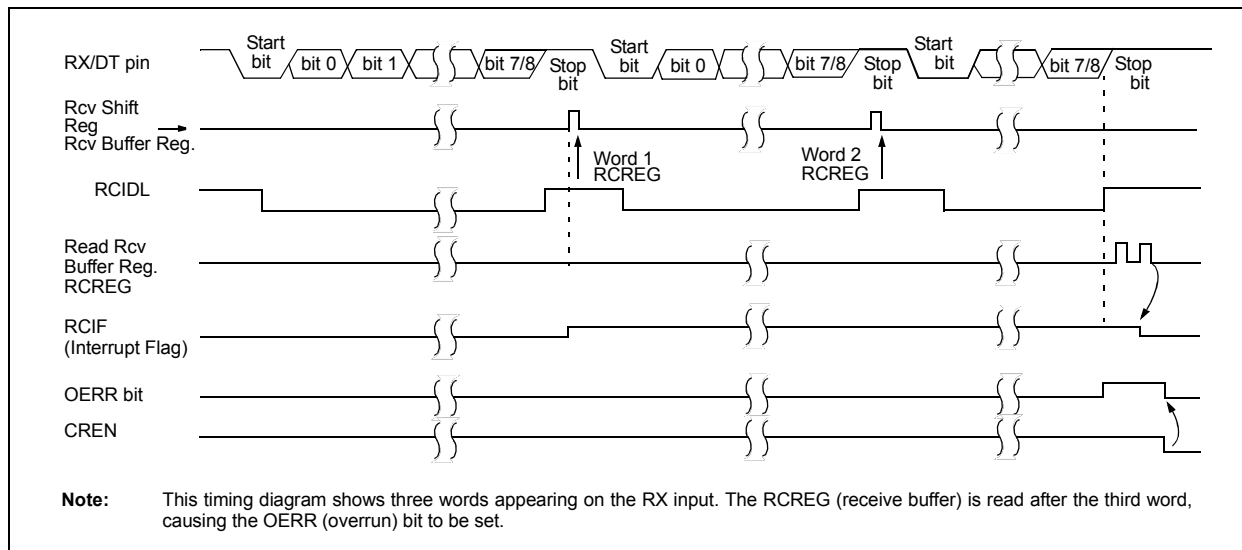 RX/DT pin
Start bit
bit 0
bit 1
bit 7/8
Stop bit
Start bit
bit 0
bit 7/8
Stop bit
Start bit
bit 7/8
Stop bit
Rcv Shift
Reg
Rcv Buffer Reg.
Word 1
RCREG
Word 2
RCREG
RCIDL
Read Rcv
Buffer Reg.
RCREG
RCIF
(Interrupt Flag)
OERR bit
CREN
Note: This timing diagram shows three words appearing on the RX input. The RCREG (receive buffer) is read after the third word,
causing the OERR (overrun) bit to be set.